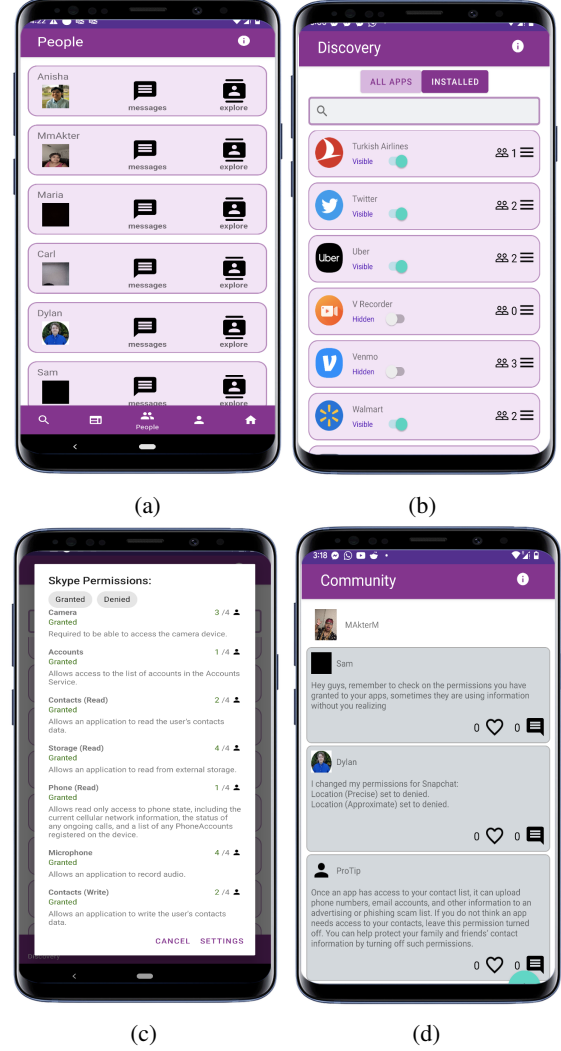 People
Anisha
messages
explore
MmAkter
messages
explore
Maria
messages
explore
Carl
messages
explore
Dylan
messages
explore
Sam
messages
explore
People
(a)
Discovery
ALL APPS INSTALLED
Turkish Airlines
Visible
1
Twitter
Visible
2
Uber
Uber
Visible
2
V Recorder
Hidden
0
Venmo
Hidden
3
Walmart
Visible
2
(b)
Skype Permissions:
Granted Denied
Camera 3 /4
Granted
Required to be able to access the camera device.
Accounts 1 /4
Granted
Allows access to the list of accounts in the Accounts
Service.
Contacts (Read) 2 /4
Granted
Allows an application to read the user's contacts
data.
Storage (Read) 4 /4
Granted
Allows an application to read from external storage.
Phone (Read) 1 /4
Granted
Allows read only access to phone state, including the
current cellular network information, the status of
any ongoing calls, and a list of any PhoneAccounts
registered on the device.
Microphone 4 /4
Granted
Allows an application to record audio.
Contacts (Write) 2 /4
Granted
Allows an application to write the user's contacts
data.
CANCEL SETTINGS
Discovery
(c)
3:18
Community
MAkterM
Sam
Hey guys, remember to check on the permissions you have
granted to your apps, sometimes they are using information
without you realizing
0 0
Dylan
I changed my permissions for Snapchat:
Location (Precise) set to denied.
Location (Approximate) set to denied.
0 0
ProTip
Once an app has access to your contact list, it can upload
phone numbers, email accounts, and other information to an
advertising or phishing scam list. If you do not think an app
needs access to your contacts, leave this permission turned
off. You can help protect your family and friends' contact
information by turning off such permissions.
0 0
(d)